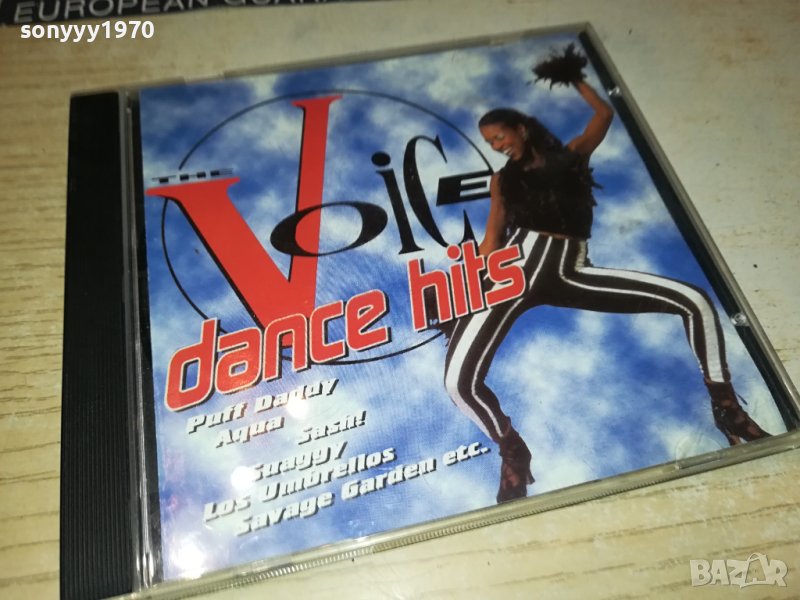 EUROPEAN
sonyyy1970
THE
VOICE
dance hits
Puff Daddy
Aqua
Sash!
Shaggy
Los Umbrellos
Savage Garden etc.
BAZAR